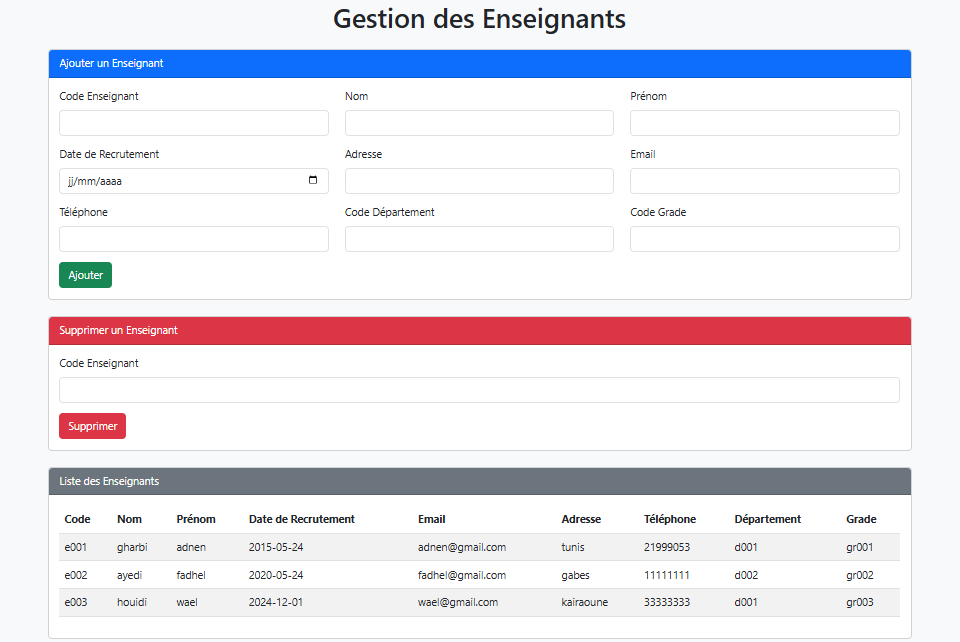 Gestion des Enseignants
Ajouter un Enseignant
Code Enseignant Nom Prénom
Date de Recrutement Adresse Email
jj/mm/aaaa
Téléphone Code Département Code Grade
Ajouter
Supprimer un Enseignant
Code Enseignant
Supprimer
Liste des Enseignants
Code Nom Prénom Date de Recrutement Email Adresse Téléphone Département Grade
e001 gharbi adnen 2015-05-24 adnen@gmail.com tunis 21999053 d001 gr001
e002 ayedi fadhel 2020-05-24 fadhel@gmail.com gabes 11111111 d002 gr002
e003 houidi wael 2024-12-01 wael@gmail.com kairaoune 33333333 d001 gr003